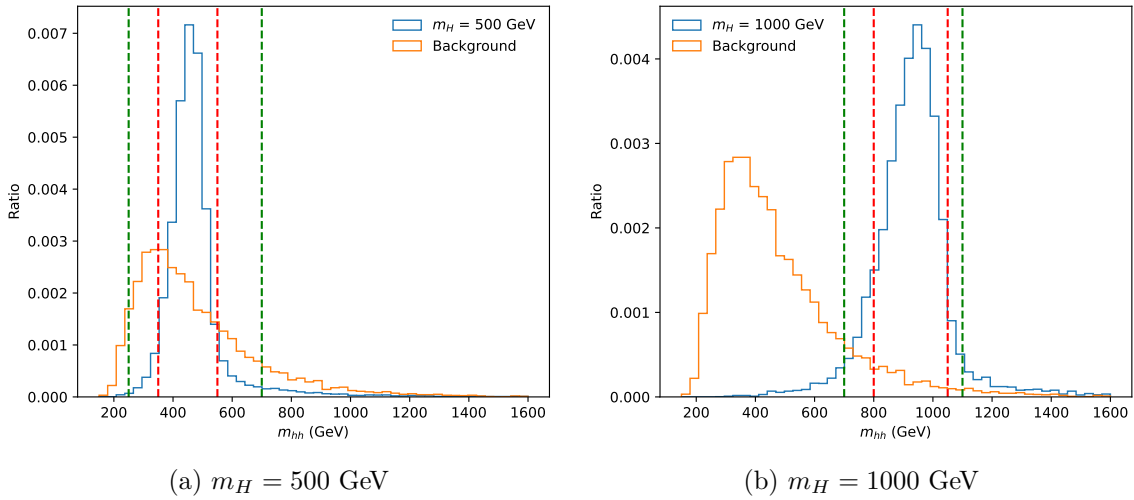 0.007
0.006
0.005
0.004
0.003
0.002
0.001
0.000
Ratio
m_H = 500 GeV
Background
200 400 600 800 1000 1200 1400 1600
m_hh (GeV)
(a) m_H = 500 GeV
0.004
0.003
0.002
0.001
0.000
Ratio
m_H = 1000 GeV
Background
200 400 600 800 1000 1200 1400 1600
m_hh (GeV)
(b) m_H = 1000 GeV